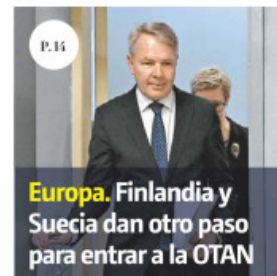 P. 14
Europa. Finlandia y
Suecia dan otro paso
para entrar a la OTAN